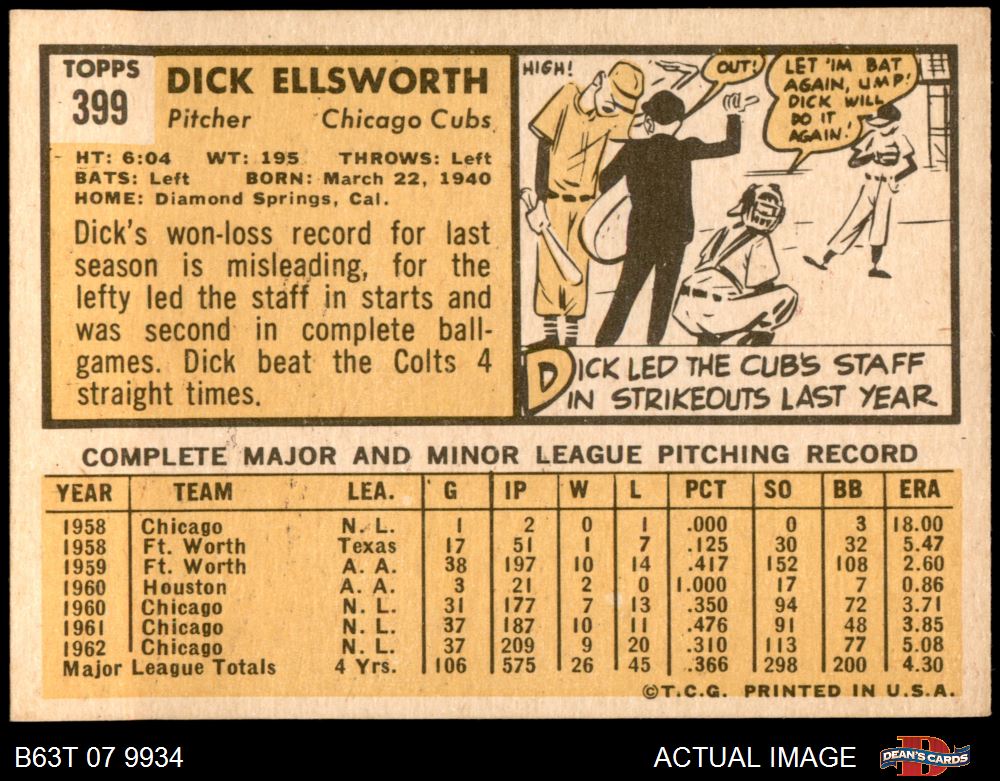 TOPPS
399
DICK ELLSWORTH
Pitcher Chicago Cubs
HT: 6:04 WT: 195 THROWS: Left
BATS: Left BORN: March 22, 1940
HOME: Diamond Springs, Cal.
Dick's won-loss record for last
season is misleading, for the
lefty led the staff in starts and
was second in complete ball-
games. Dick beat the Colts 4
straight times.
HIGH!
OUT!
LET 'IM BAT
AGAIN, UMP!
DICK WILL
DO IT
AGAIN!
DICK LED THE CUB'S STAFF
IN STRIKEOUTS LAST YEAR
COMPLETE MAJOR AND MINOR LEAGUE PITCHING RECORD
YEAR TEAM LEA. G IP W L PCT SO BB ERA
1958 Chicago N. L. 1 2 0 1 .000 0 3 18.00
1958 Ft. Worth Texas 17 51 1 7 .125 30 32 5.47
1959 Ft. Worth A. A. 38 197 10 14 .417 152 108 2.60
1960 Houston A. A. 3 21 2 0 1.000 17 7 0.86
1960 Chicago N. L. 31 177 7 13 .350 94 72 3.71
1961 Chicago N. L. 37 187 10 11 .476 91 48 3.85
1962 Chicago N. L. 37 209 9 20 .310 113 77 5.08
Major League Totals 4 Yrs. 106 575 26 45 .366 298 200 4.30
©T.C.G. PRINTED IN U.S.A.
B63T 07 9934 ACTUAL IMAGE DEAN'S CARDS